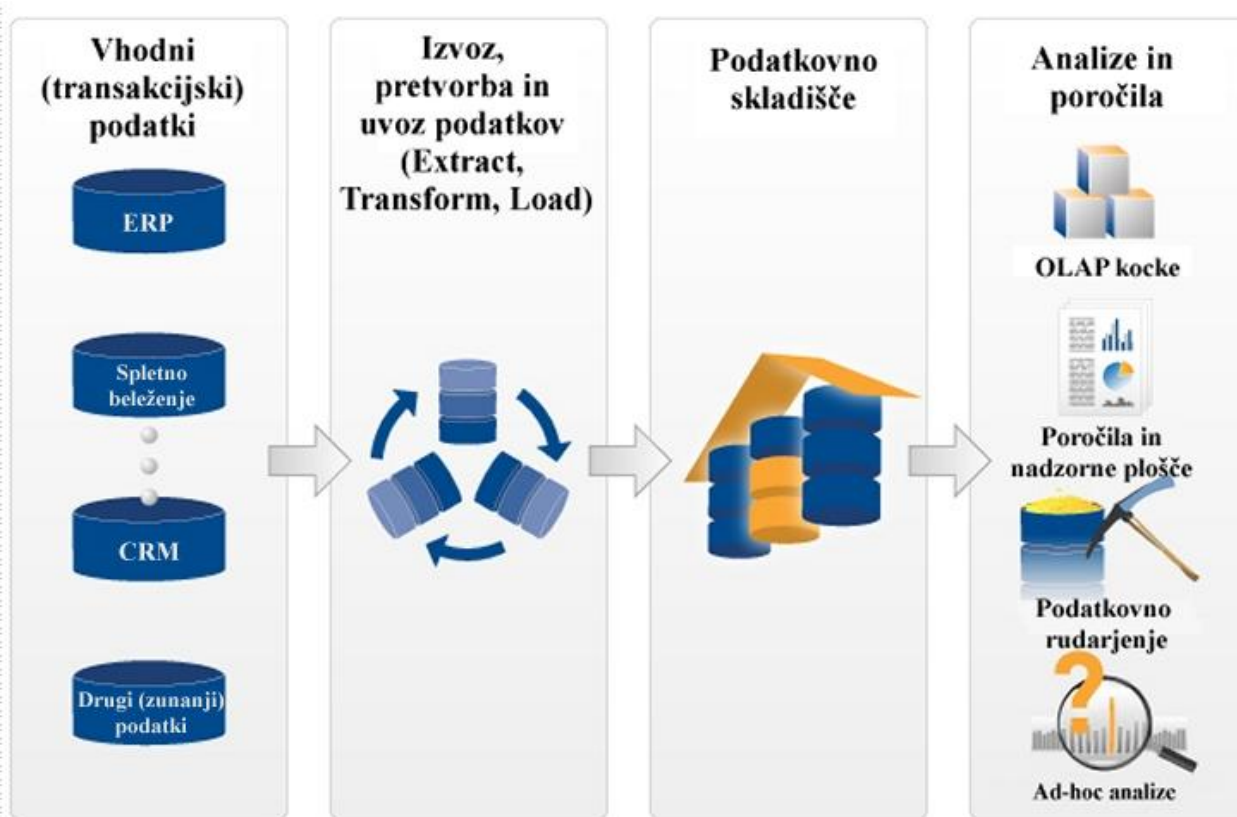 Vhodni
(transakcijski)
podatki
ERP
Spletno
beleženje
CRM
Drugi (zunanji)
podatki
Izvoz,
pretvorba in
uvoz podatkov
(Extract,
Transform, Load)
Podatkovno
skladišče
Analize in
poročila
OLAP kocke
Poročila in
nadzorne plošče
Podatkovno
rudarjenje
?
Ad-hoc analize